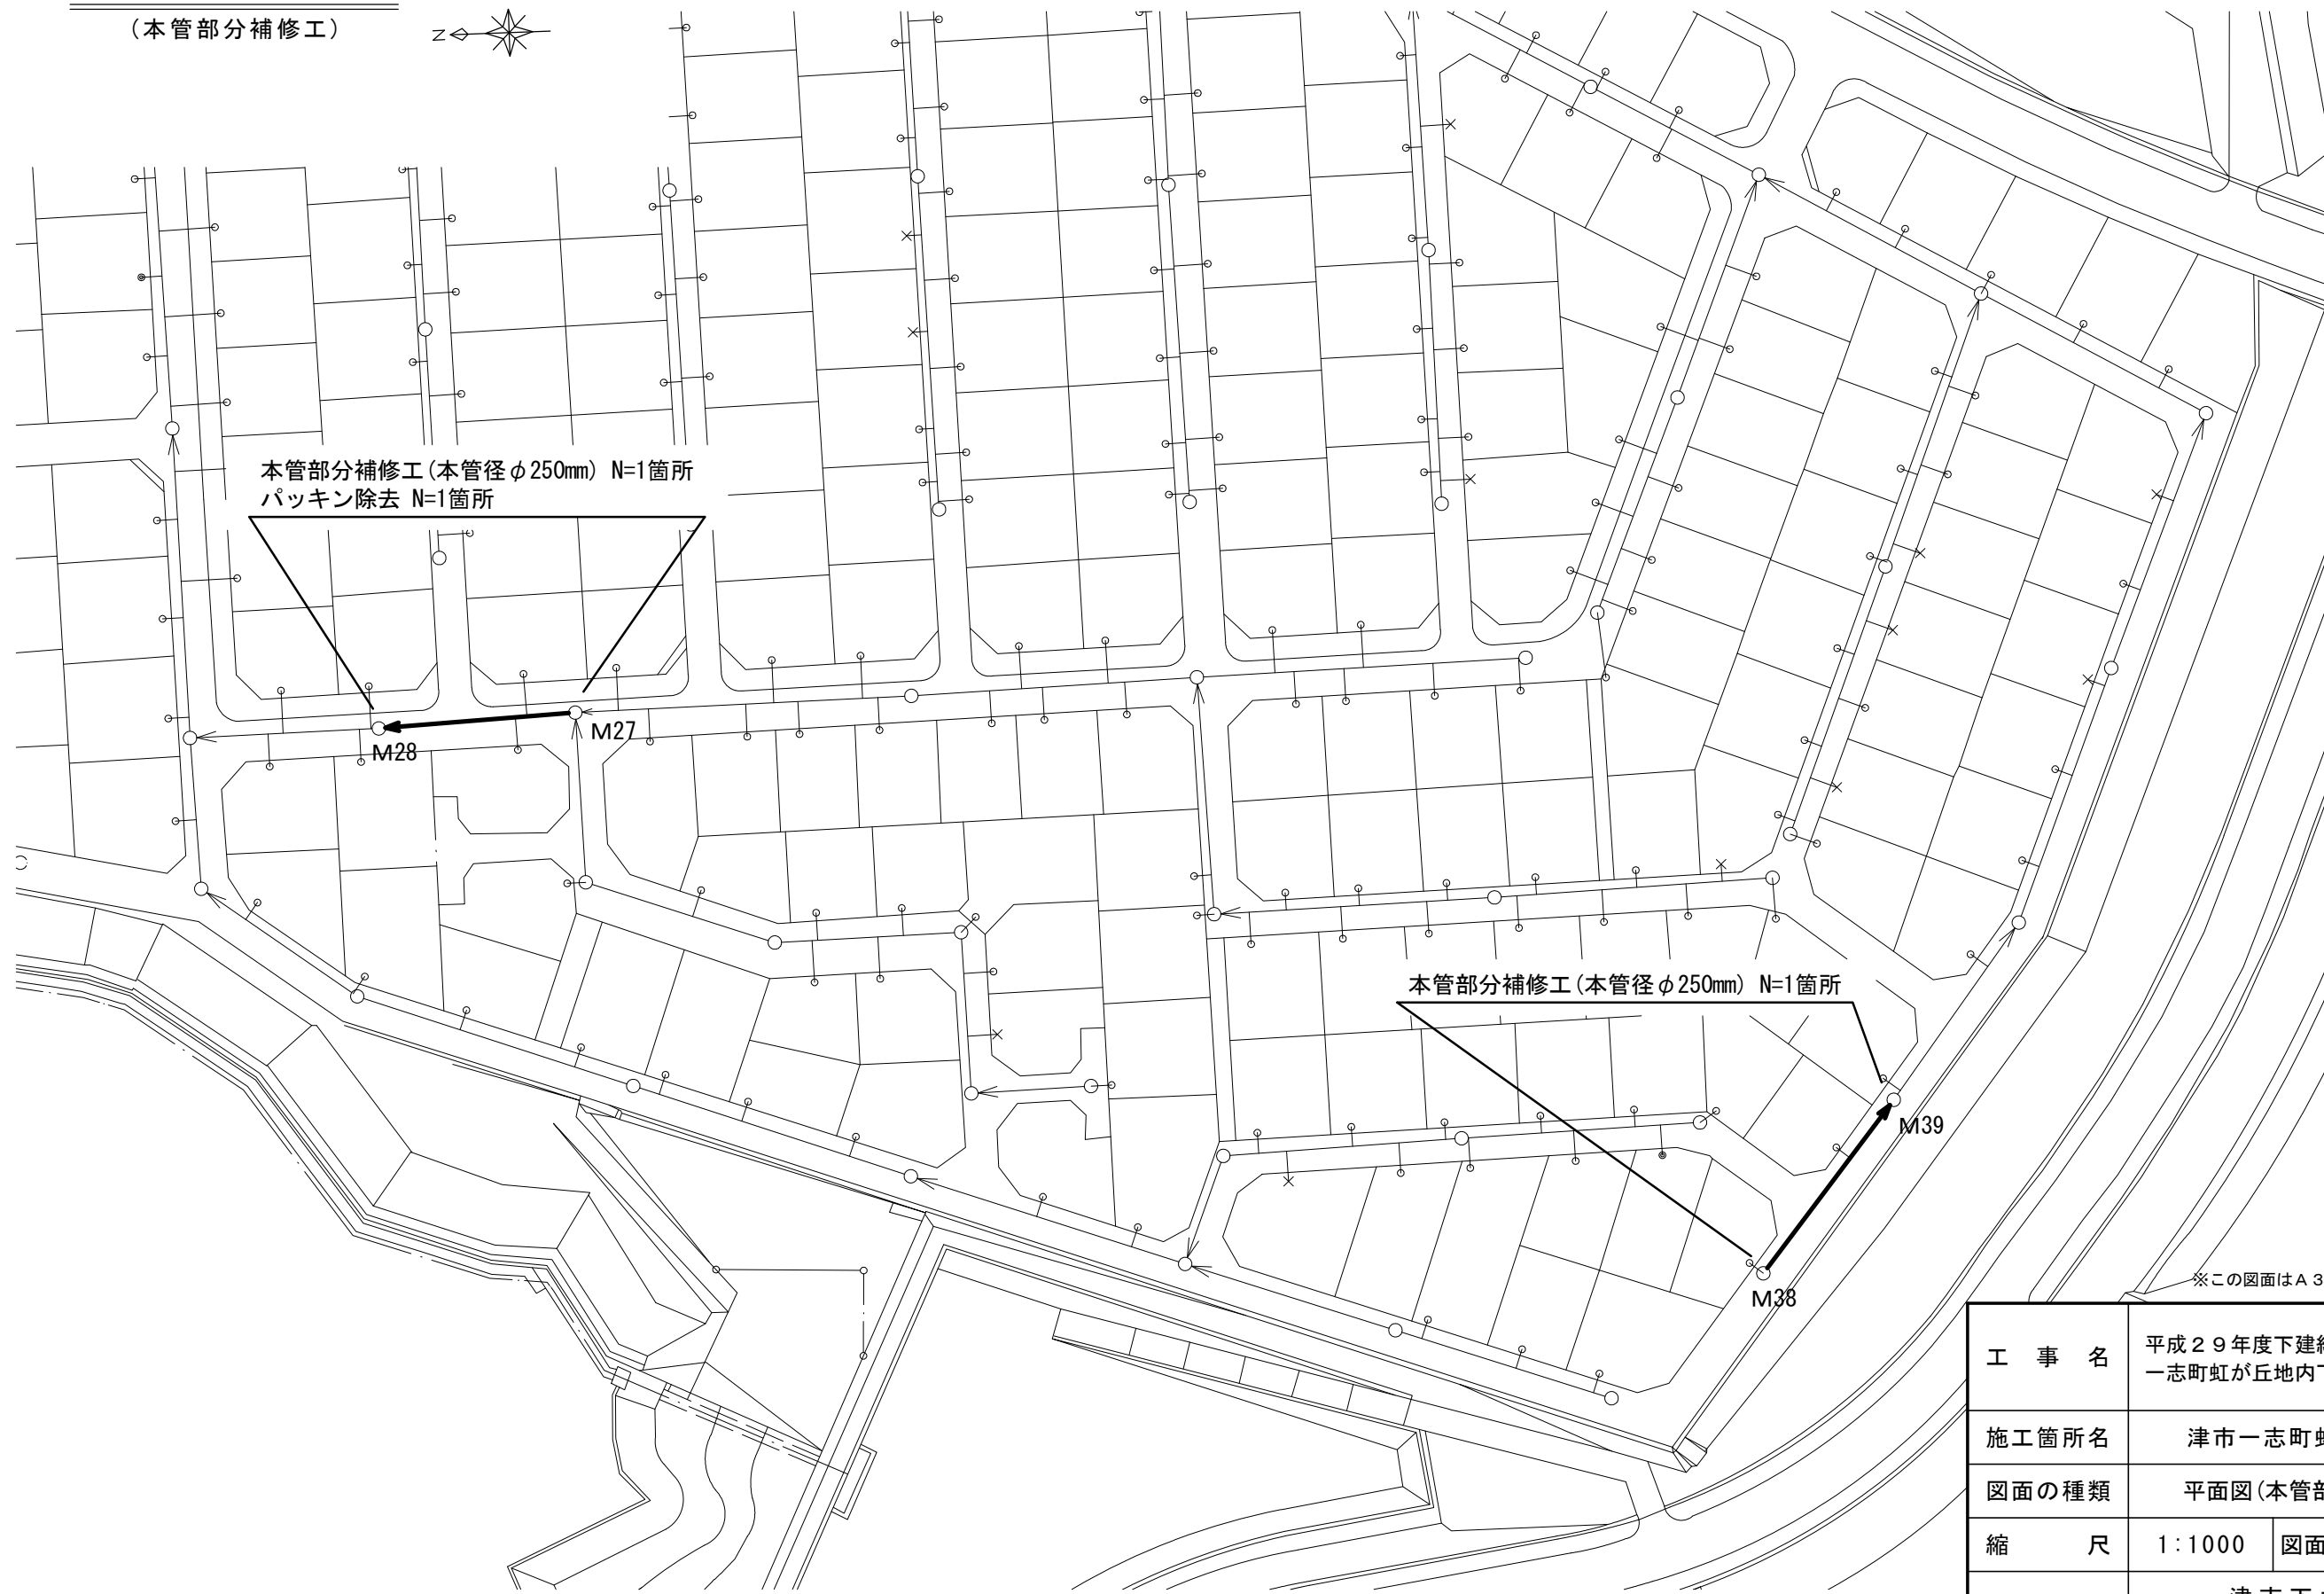 (本管部分補修工)
N
本管部分補修工(本管径φ250mm) N=1箇所
パッキン除去 N=1箇所
M27
M28
本管部分補修工(本管径φ250mm) N=1箇所
M39
M38
※この図面はA3
工 事 名
平成29年度下建
一志町虹が丘地内
施工箇所名
津市一志町
図面の種類
平面図(本管部
縮 尺
1:1000
図面
津市